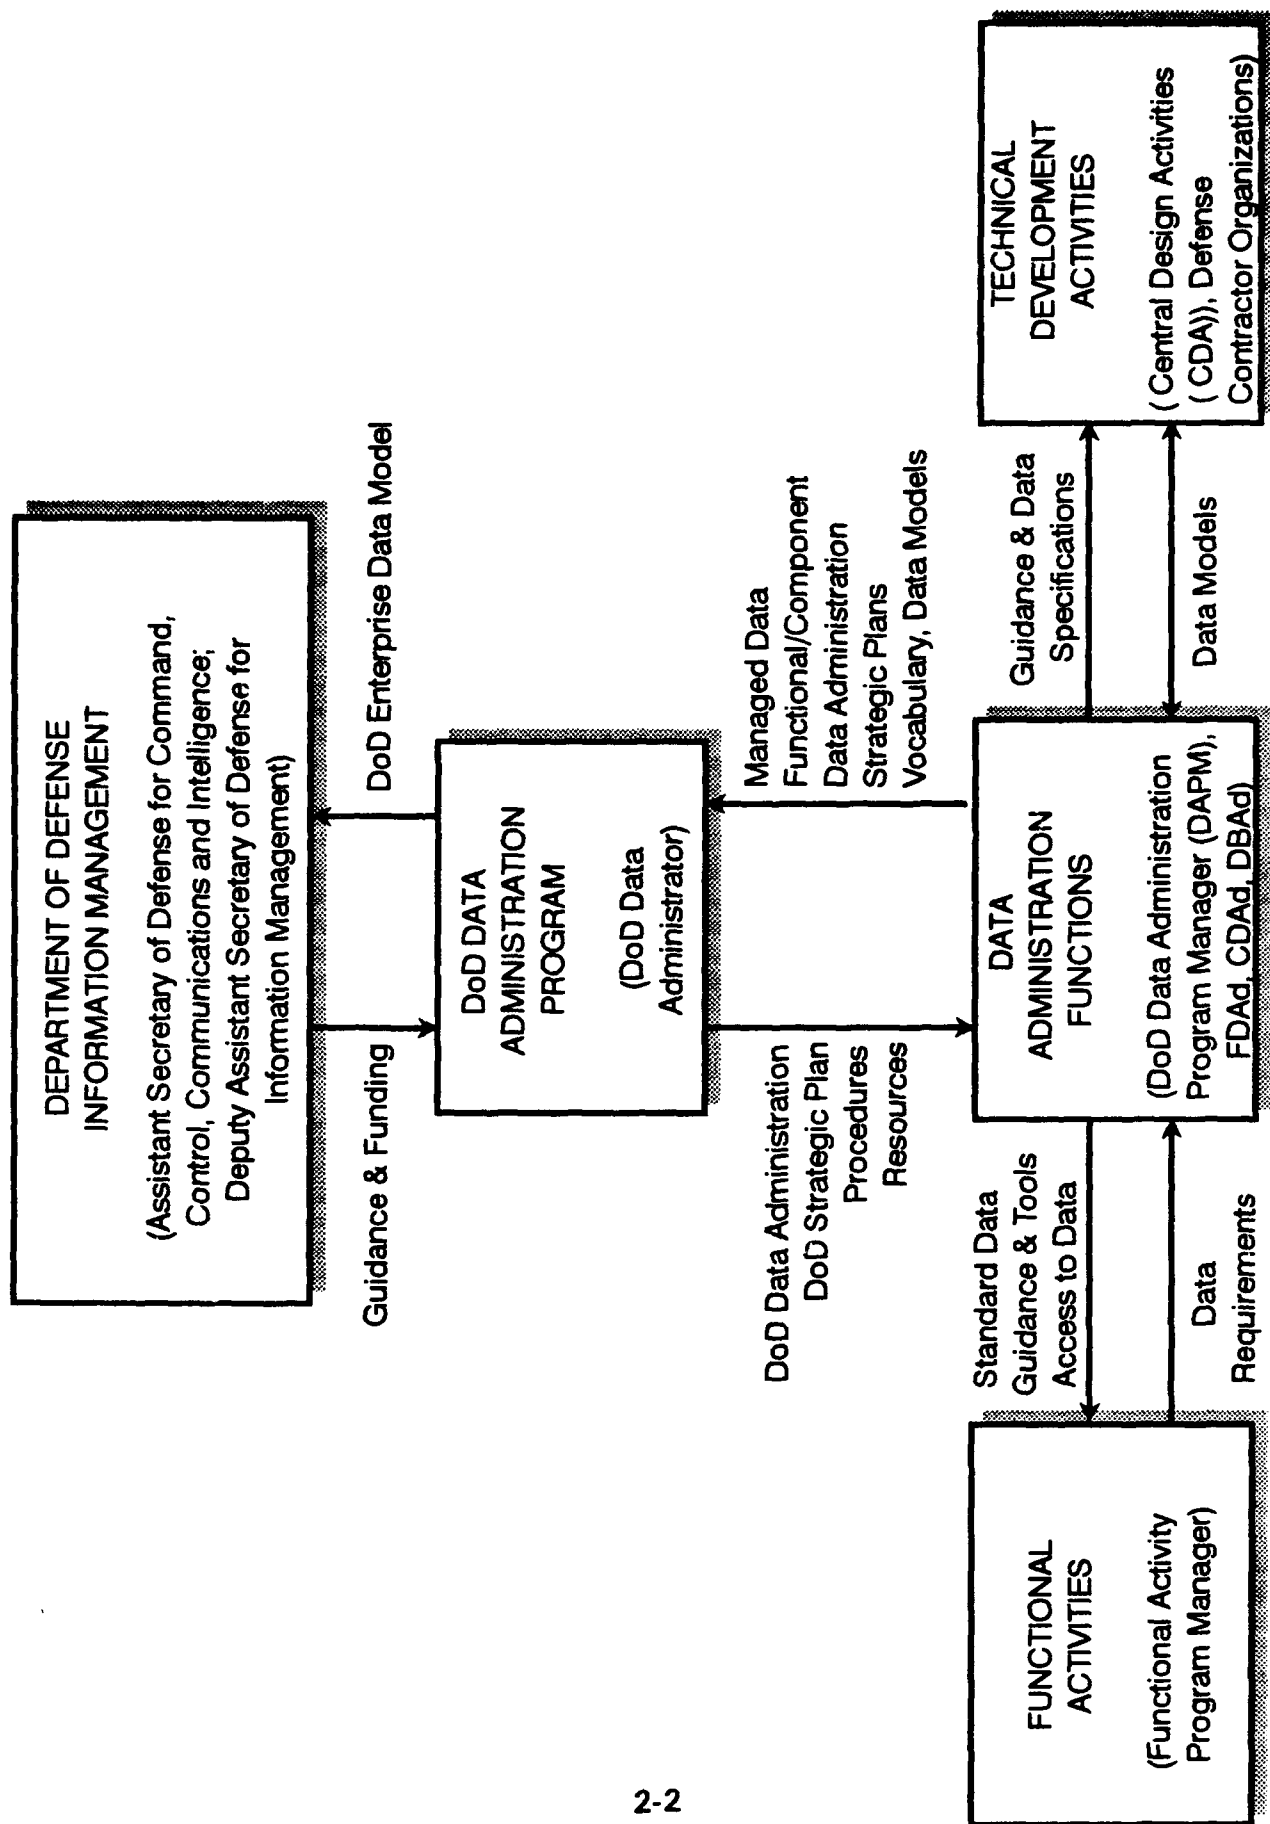 DEPARTMENT OF DEFENSE
INFORMATION MANAGEMENT
(Assistant Secretary of Defense for Command,
Control, Communications and Intelligence;
Deputy Assistant Secretary of Defense for
Information Management)
Guidance & Funding
DoD Enterprise Data Model
DoD DATA
ADMINISTRATION
PROGRAM
(DoD Data
Administrator)
DoD Data Administration
DoD Strategic Plan
Procedures
Resources
Managed Data
Functional/Component
Data Administration
Strategic Plans
Vocabulary, Data Models
FUNCTIONAL
ACTIVITIES
(Functional Activity
Program Manager)
Standard Data
Guidance & Tools
Access to Data
Data
Requirements
DATA
ADMINISTRATION
FUNCTIONS
(DoD Data Administration
Program Manager (DAPM),
FDAd, CDAd, DBAd)
Guidance & Data
Specifications
Data Models
TECHNICAL
DEVELOPMENT
ACTIVITIES
( Central Design Activities
( CDA)), Defense
Contractor Organizations)
2-2